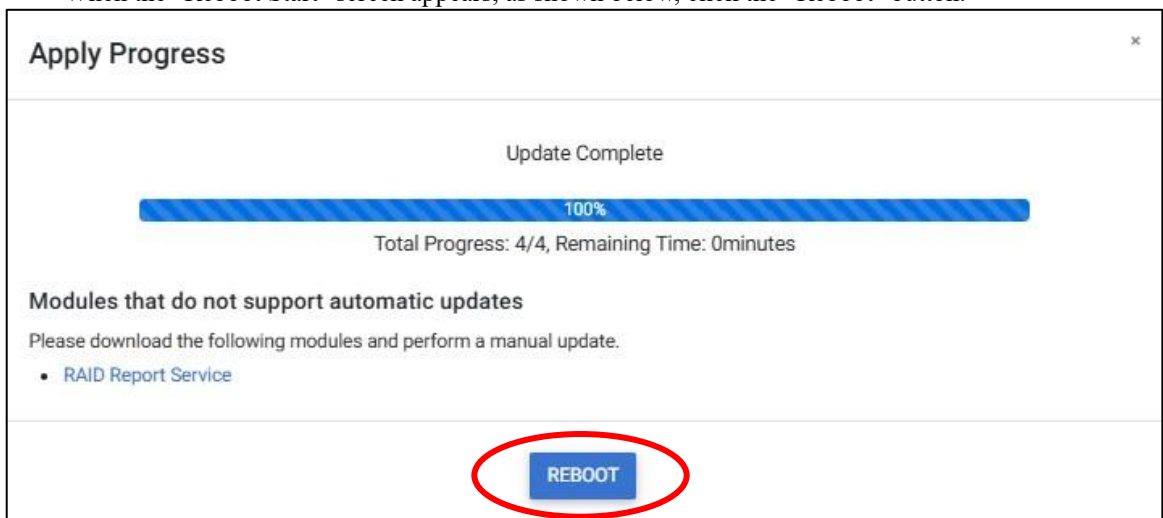 Apply Progress
×
Update Complete
100%
Total Progress: 4/4, Remaining Time: 0minutes
Modules that do not support automatic updates
Please download the following modules and perform a manual update.
• RAID Report Service
REBOOT